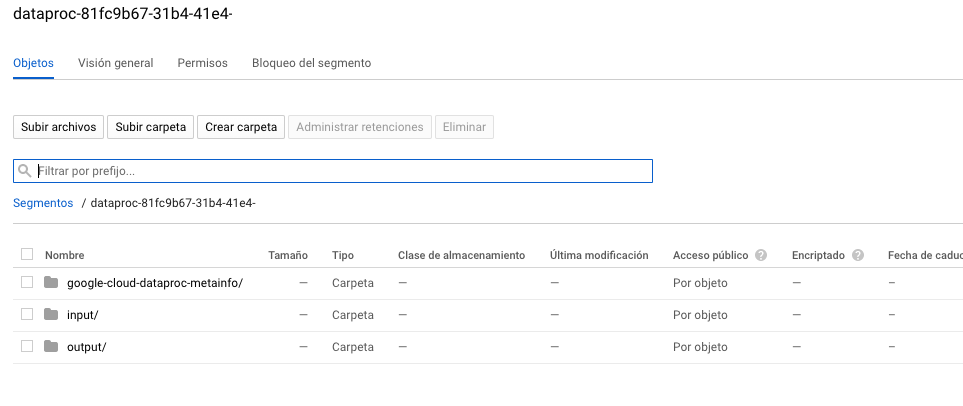 dataproc-81fc9b67-31b4-41e4-
Objetos Visión general Permisos Bloqueo del segmento
Subir archivos Subir carpeta Crear carpeta Administrar retenciones Eliminar
Filtrar por prefijo...
Segmentos / dataproc-81fc9b67-31b4-41e4-
Nombre Tamaño Tipo Clase de almacenamiento Última modificación Acceso público ? Encriptado ? Fecha de caduc
google-cloud-dataproc-metainfo/ — Carpeta — — Por objeto — –
input/ — Carpeta — — Por objeto — –
output/ — Carpeta — — Por objeto — –